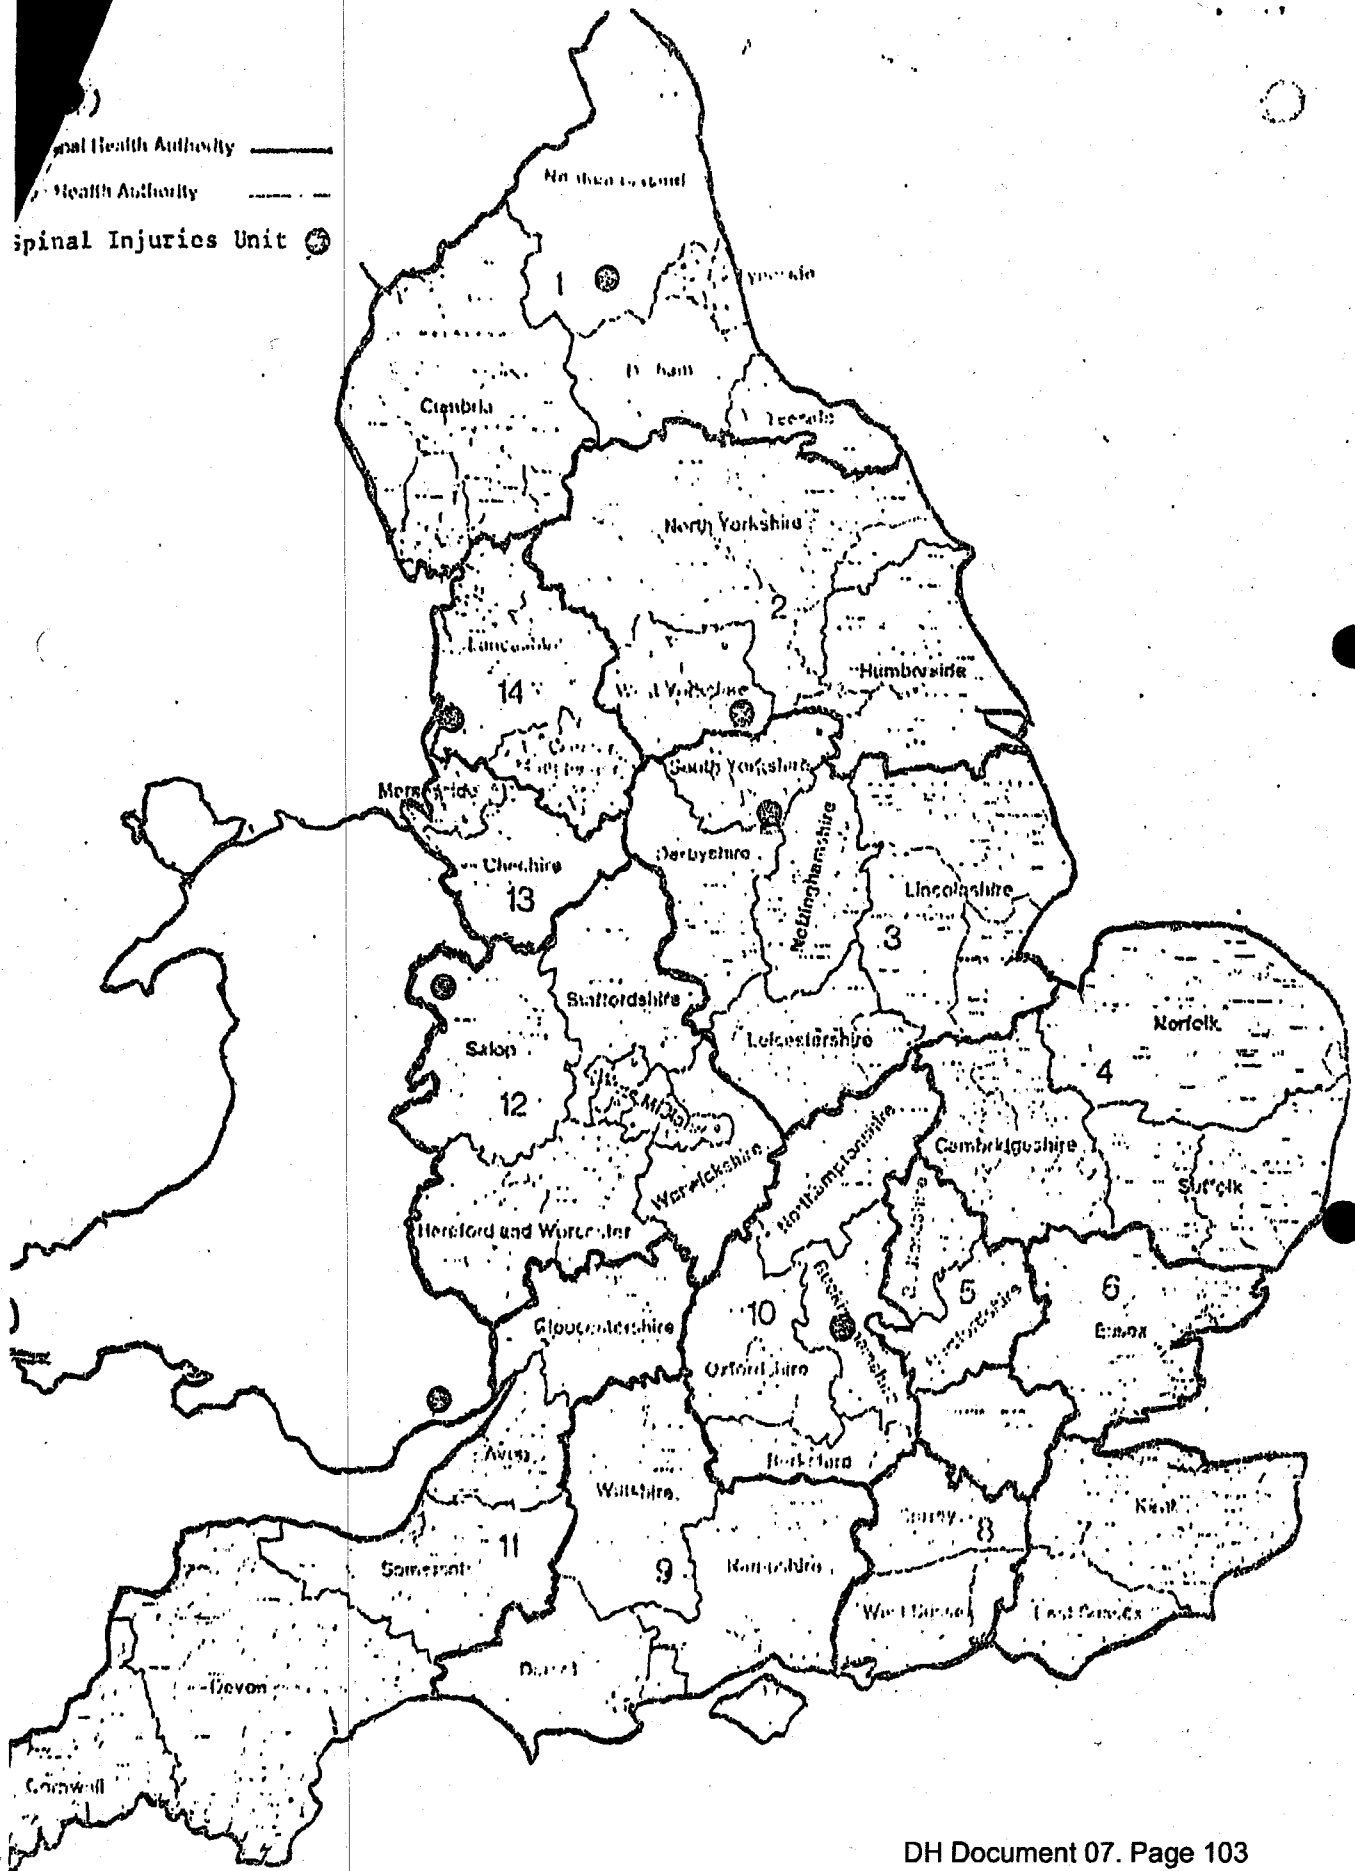 Health Authority
Health Authority
Spinal Injuries Unit
1
Cumbria
North Yorkshire
2
Lancashire
14
West Yorkshire
Humberside
South Yorkshire
Merseyside
Cheshire
13
Derbyshire
Nottinghamshire
Lincolnshire
3
Staffordshire
Salop
12
Leicestershire
Norfolk
4
Northamptonshire
Cambridgeshire
Suffolk
Warwickshire
Hereford and Worcester
Gloucestershire
10
Buckinghamshire
5
6
Essex
Oxfordshire
Avon
Berkshire
Wiltshire
Kent
Surrey
8
7
Somerset
11
9
Hampshire
West Sussex
East Sussex
Devon
Dorset
Cornwall
DH Document 07. Page 103